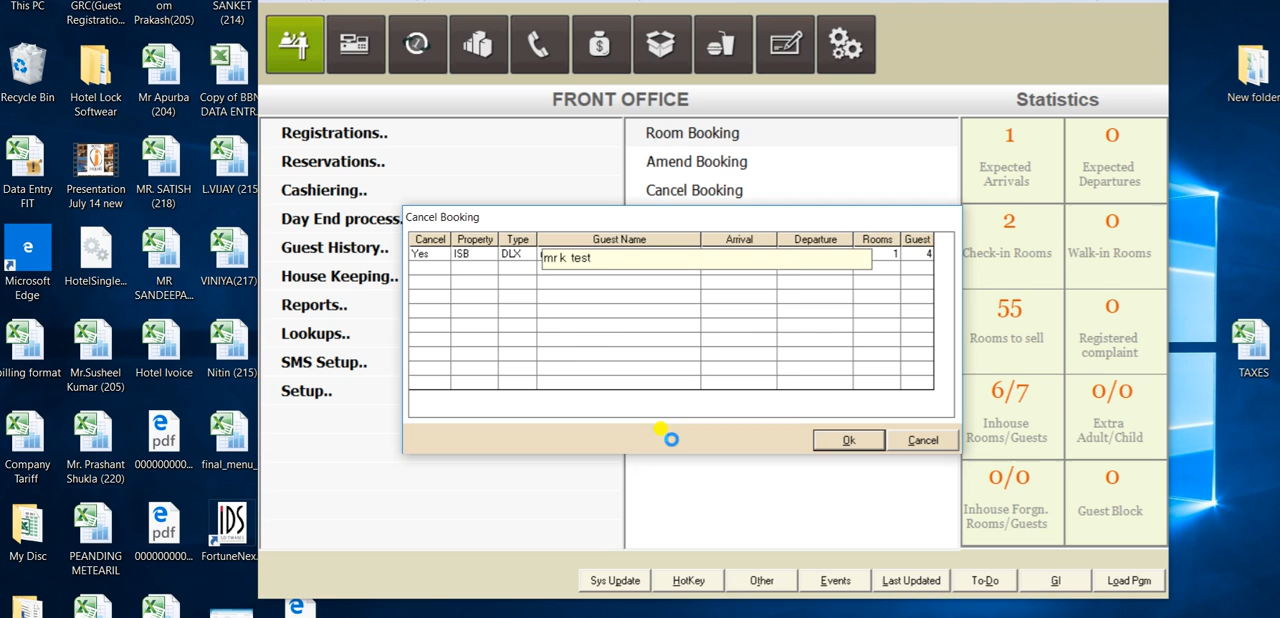 This PC
GRC(Guest
Registratio...
om
Prakash(205)
SANKET
(214)
Recycle Bin
Hotel Lock
Softwear
Mr Apurba
(204)
Copy of BBN
DATA ENTR.
Data Entry
FIT
Presentation
July 14 new
MR. SATISH
(218)
L.VIJAY (215
Microsoft
Edge
HotelSingle...
MR
SANDEEPA...
VINIYA(217)
billing format
Mr.Susheel
Kumar (205)
Hotel Ivoice
Nitin (215)
Company
Tariff
Mr. Prashant
Shukla (220)
pdf
000000000...
final_menu_
My Disc
PEANDING
METEARIL
pdf
000000000...
IDS
SOFTWARES
FortuneNex.
FRONT OFFICE
Statistics
Registrations..
Reservations..
Cashiering..
Day End process.
Guest History..
House Keeping..
Reports..
Lookups..
SMS Setup..
Setup..
Room Booking
Amend Booking
Cancel Booking
Cancel Booking
Cancel Property Type Guest Name Arrival Departure Rooms Guest
Yes ISB DLX mr k test 1 4
Ok Cancel
1
Expected
Arrivals
0
Expected
Departures
2
Check-in Rooms
0
Walk-in Rooms
55
Rooms to sell
0
Registered
complaint
6/7
Inhouse
Rooms/Guests
0/0
Extra
Adult/Child
0/0
Inhouse Forgn.
Rooms/Guests
0
Guest Block
Sys Update HotKey Other Events Last Updated To-Do GI Load Pgm
New folder
TAXES